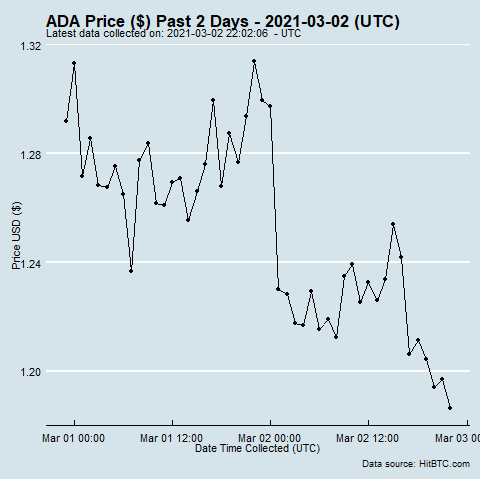 ADA Price ($) Past 2 Days - 2021-03-02 (UTC)
Latest data collected on: 2021-03-02 22:02:06  - UTC
1.32
1.28
1.24
1.20
Price USD ($)
Mar 01 00:00
Mar 01 12:00
Mar 02 00:00
Mar 02 12:00
Mar 03 0
Date Time Collected (UTC)
Data source: HitBTC.com